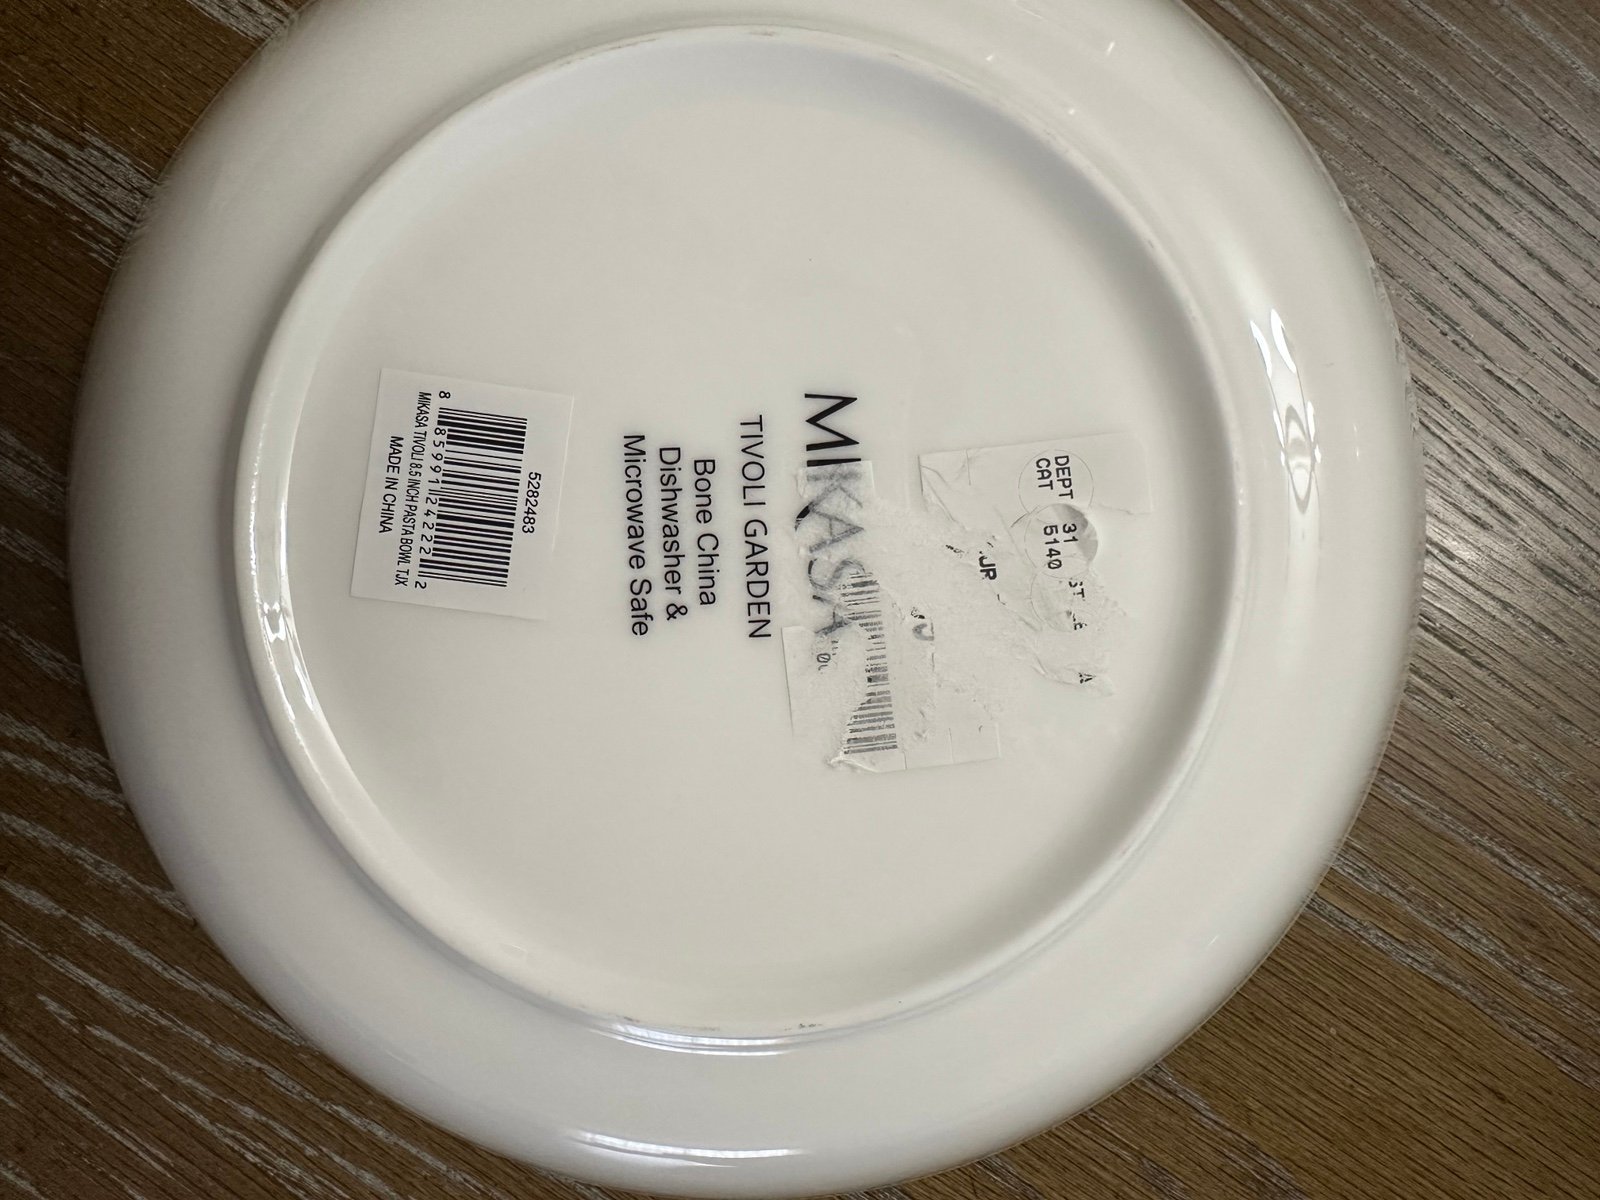 DEPT 31
CAT 5140
MIKASA
TIVOLI GARDEN
Bone China
Dishwasher &
Microwave Safe
5282483
8 85991 24222 2
MIKASA TIVOLI 8.5 INCH PASTA BOWL TJX
MADE IN CHINA